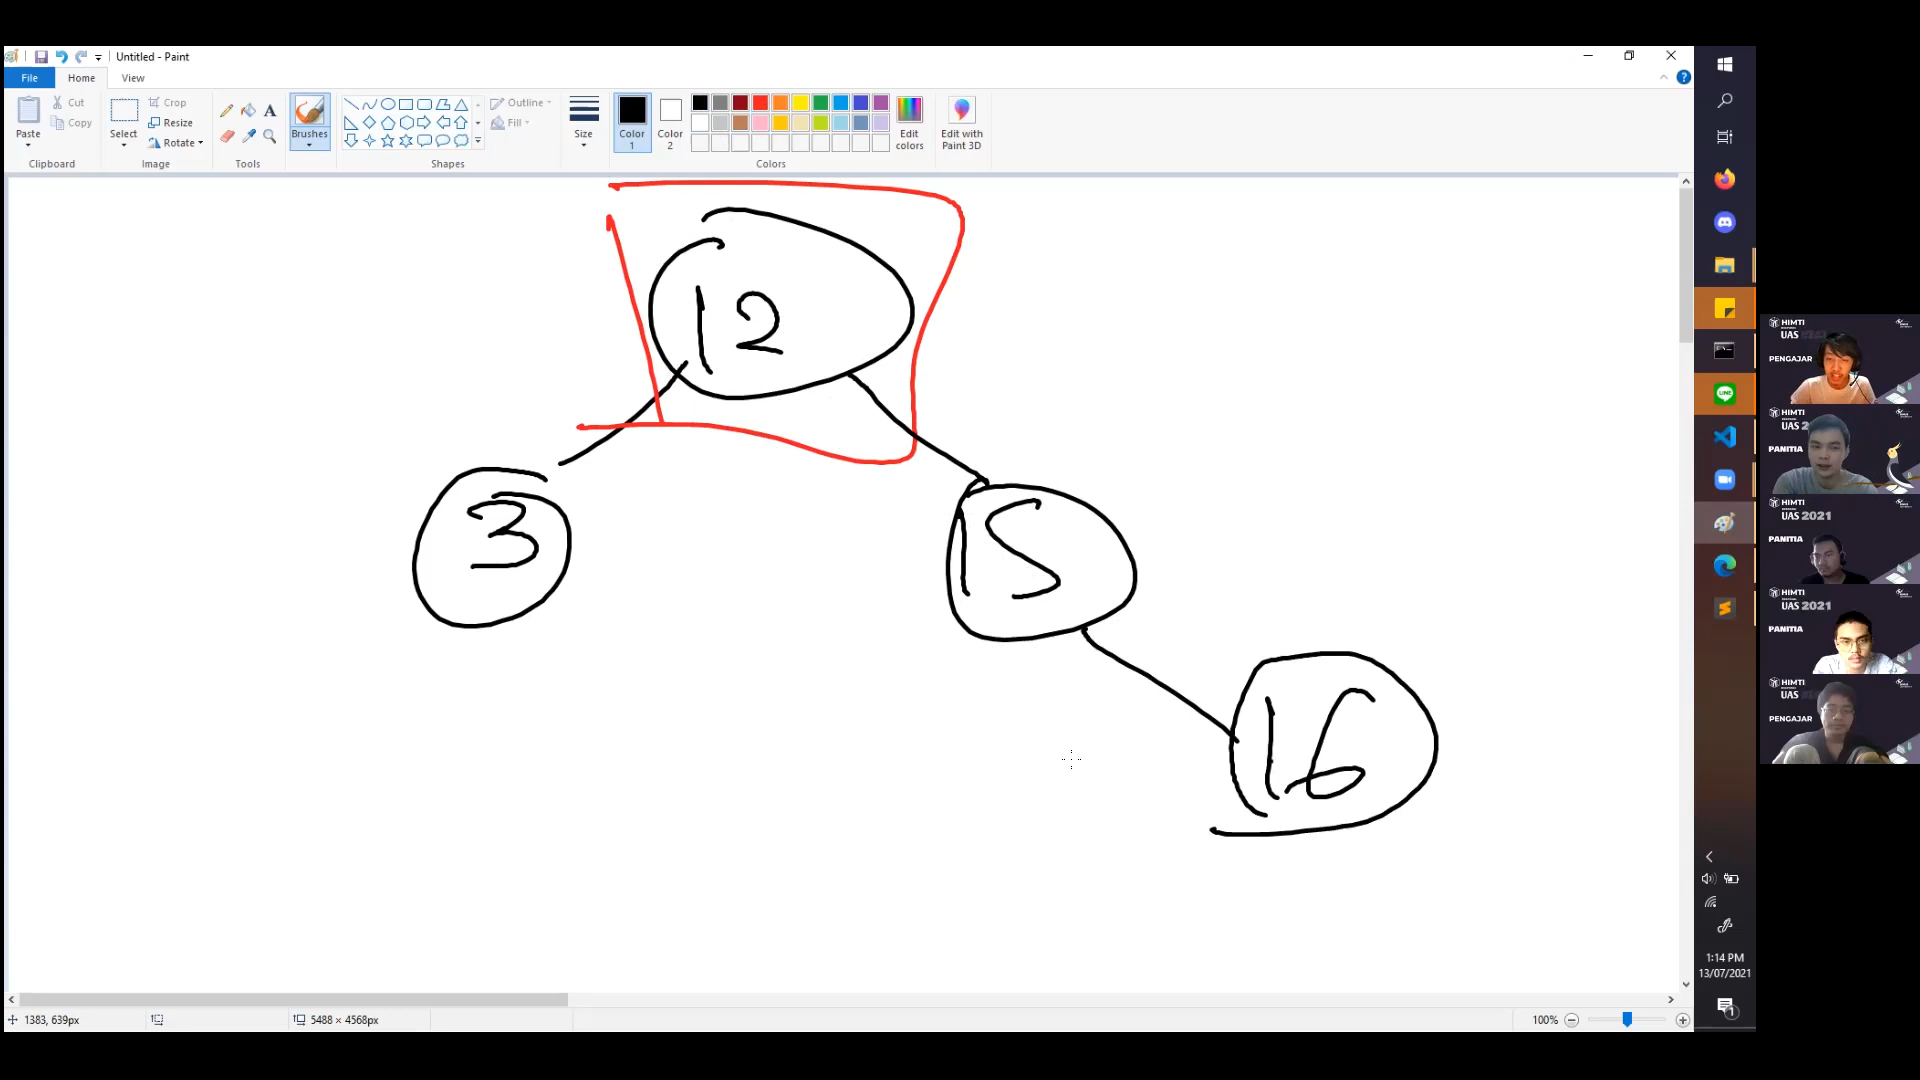 Untitled - Paint
File
Home
View
Paste
Cut
Copy
Clipboard
Select
Crop
Resize
Rotate
Image
Tools
Brushes
Shapes
Outline
Fill
Size
Color
1
Color
2
Edit
colors
Colors
Edit with
Paint 3D
12
3
15
16
1383, 639px
5488 × 4568px
100%
1:14 PM
13/07/2021
1
HIMTI
UAS
PENGAJAR
HIMTI
UAS 2
PANITIA
HIMTI
UAS 2021
PANITIA
HIMTI
UAS 2021
PANITIA
HIMTI
UAS
PENGAJAR